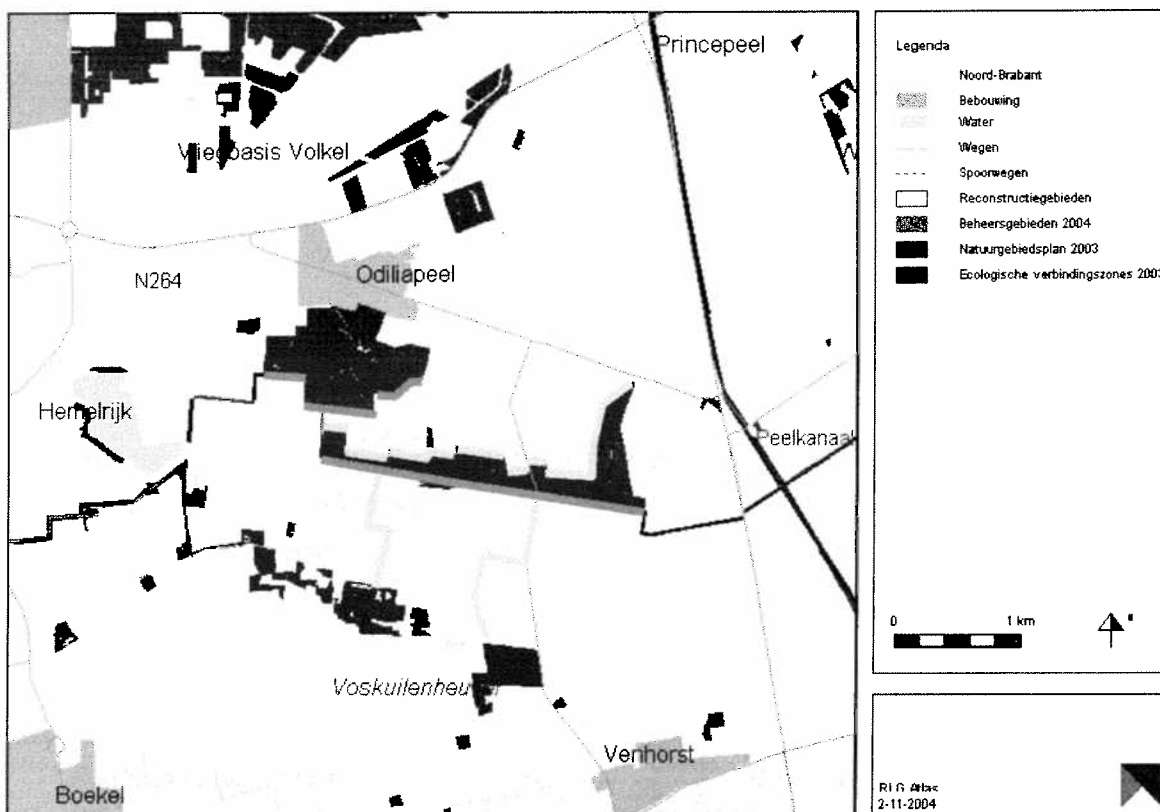 Princepeel
Vliegbasis Volkel
Odiliapeel
N264
Hemelrijk
Peelkanaal
Voskuilenheuvel
Venhorst
Boekel
Legenda
Noord-Brabant
Bebouwing
Water
Wegen
Spoorwegen
Reconstructiegebieden
Beheersgebieden 2004
Natuurgebiedsplan 2003
Ecologische verbindingszones 2003
0 1 km
RLG Atlas
2-11-2004